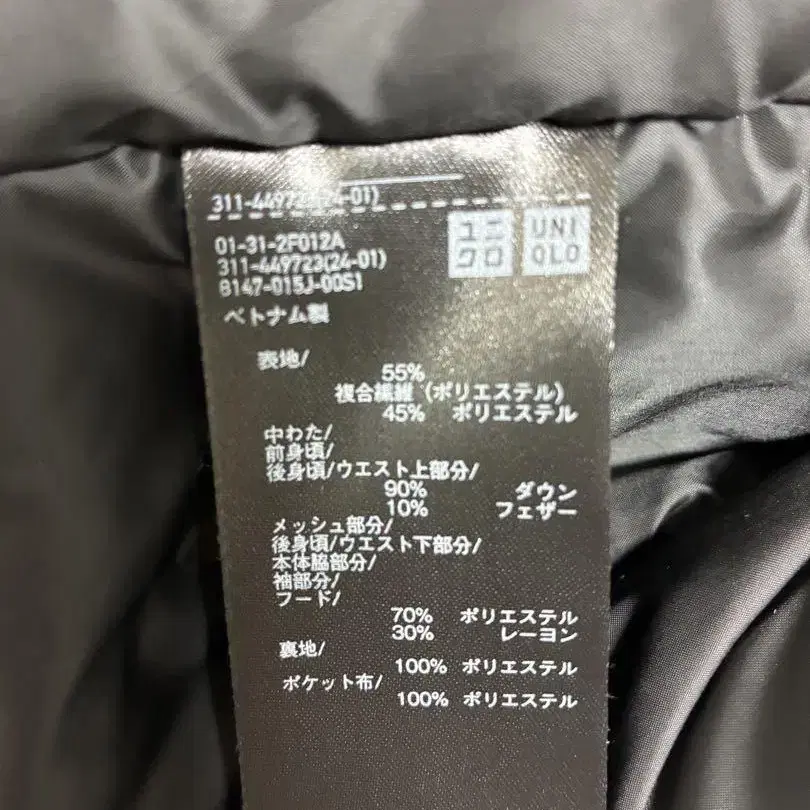 311-449723(24-01)
ユニ
クロ
UNI
QLO
01-31-2F012A
311-449723(24-01)
8147-015J-00S1
ベトナム製
表地/
55%
複合繊維(ポリエステル)
45% ポリエステル
中わた/
前身頃/
後身頃/ウエスト上部分/
90% ダウン
10% フェザー
メッシュ部分/
後身頃/ウエスト下部分/
本体脇部分/
袖部分/
フード/
70% ポリエステル
30% レーヨン
裏地/
100% ポリエステル
ポケット布/
100% ポリエステル